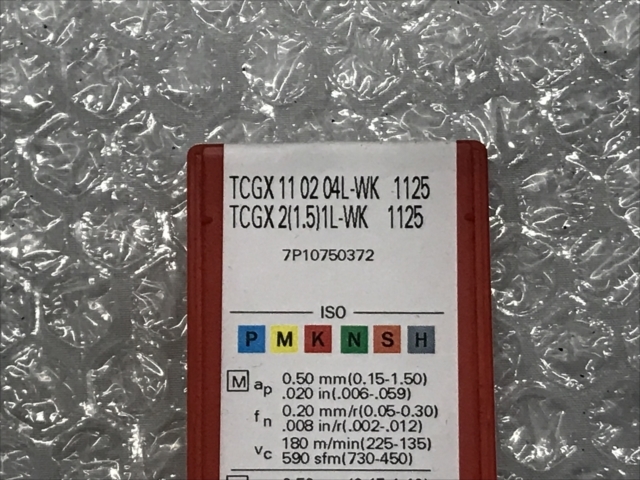 TCGX 11 02 04L-WK 1125
TCGX 2(1.5)1L-WK 1125
7P10750372
ISO
P M K N S H
M ap 0.50 mm(0.15-1.50)
.020 in(.006-.059)
fn 0.20 mm/r(0.05-0.30)
.008 in/r(.002-.012)
vc 180 m/min(225-135)
590 sfm(730-450)